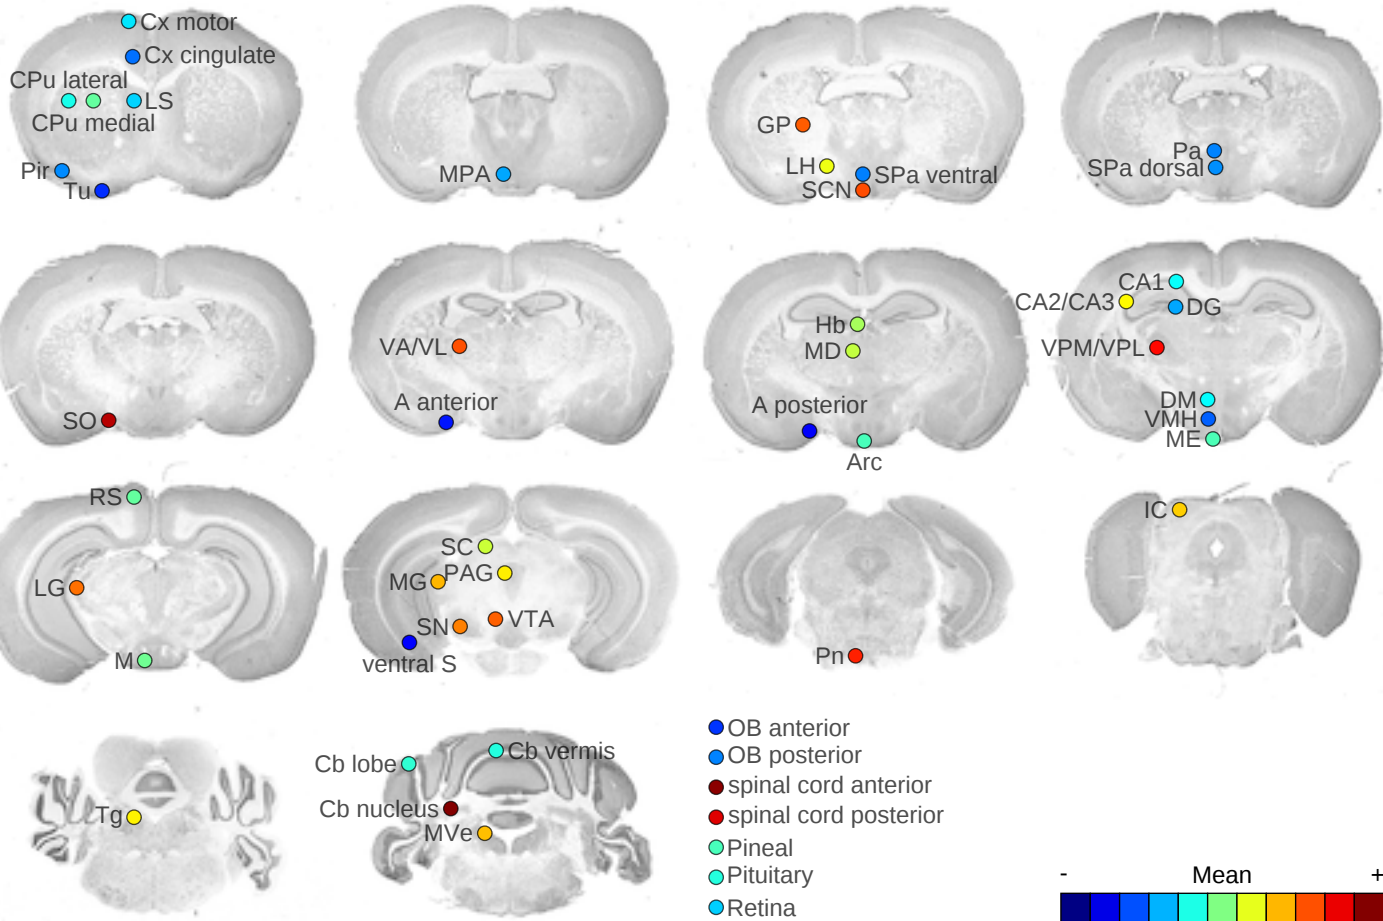 Cx motor
Cx cingulate
CPu lateral
LS
CPu medial
Pir
Tu
MPA
GP
LH
SPa ventral
SCN
Pa
SPa dorsal
SO
VA/VL
A anterior
Hb
MD
A posterior
Arc
CA1
CA2/CA3
DG
VPM/VPL
DM
VMH
ME
RS
LG
M
SC
MG
PAG
SN
VTA
ventral S
Pn
IC
Tg
Cb lobe
Cb vermis
Cb nucleus
MVe
OB anterior
OB posterior
spinal cord anterior
spinal cord posterior
Pineal
Pituitary
Retina
- Mean +